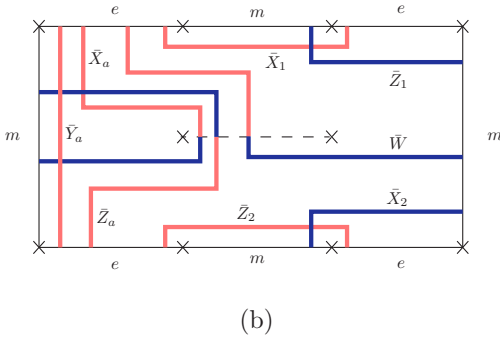 e m e
X̄ₐ X̄₁ Z̄₁
m Ȳₐ W̄ m
Z̄ₐ Z̄₂ X̄₂
e m e
(b)